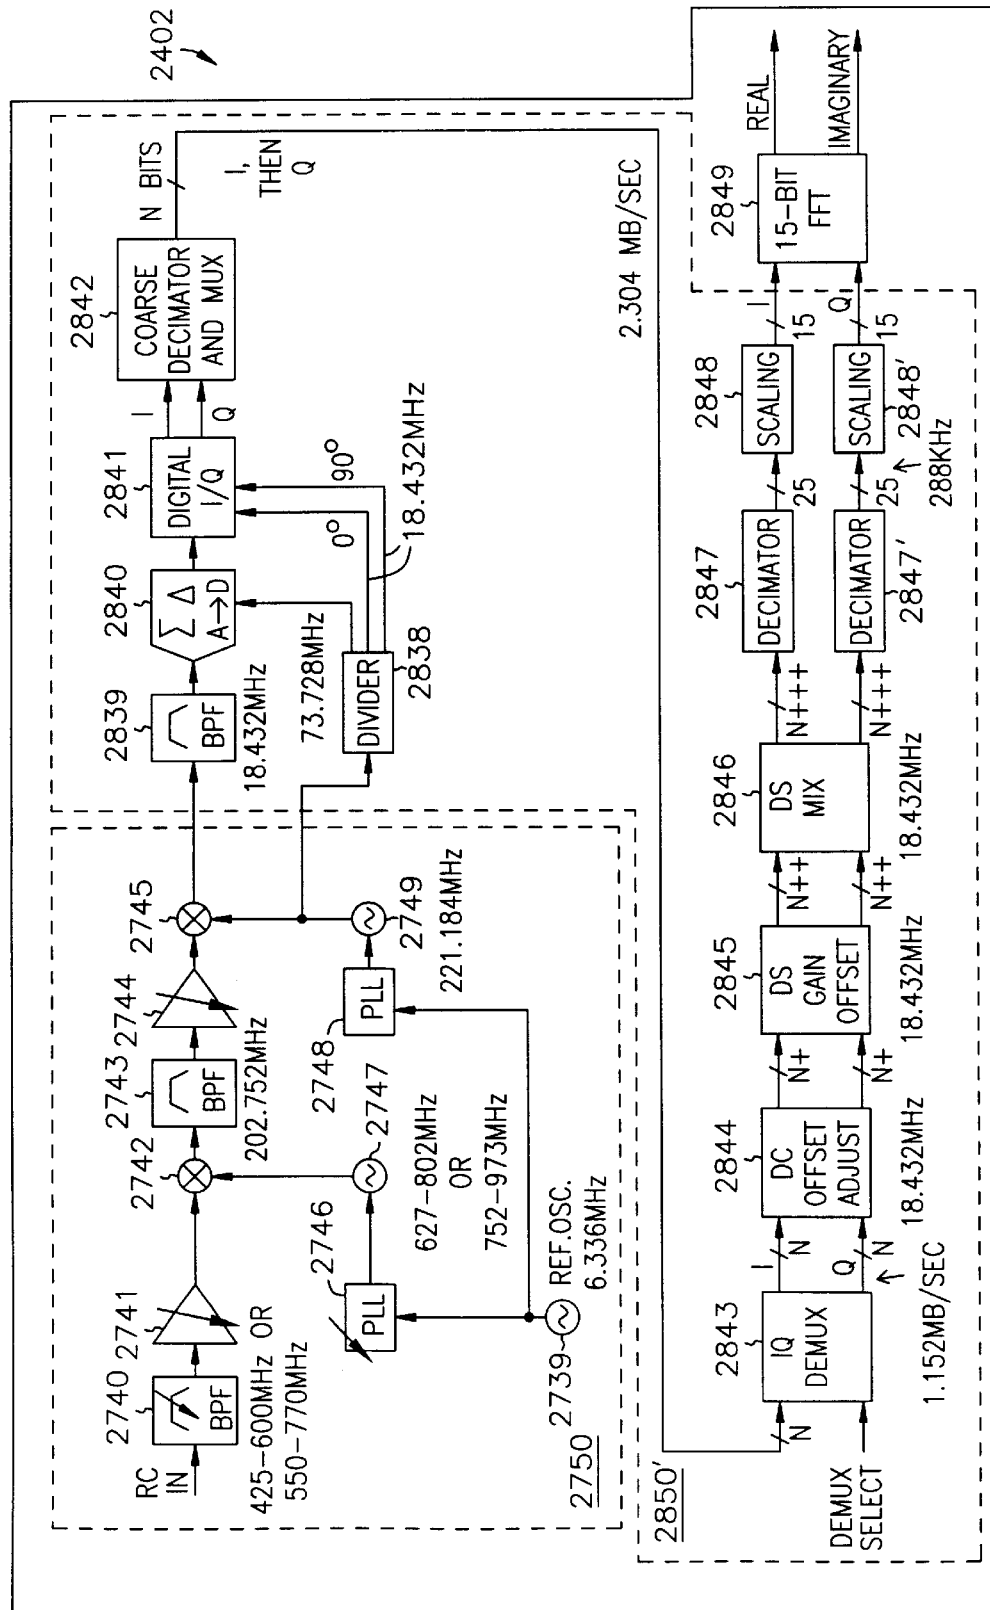 2402
RC
IN
2740
BPF
425-600MHz OR
550-770MHz
2741
2742
2743
BPF
202.752MHz
2744
2745
2746
PLL
2747
627-802MHz
OR
752-973MHz
2748
PLL
2749
221.184MHz
2739
REF.OSC.
6.336MHz
2750
2839
BPF
18.432MHz
2840
Σ Δ
A→D
2841
DIGITAL
I/Q
I
Q
2842
COARSE
DECIMATOR
AND MUX
N BITS
I,
THEN
Q
73.728MHz
DIVIDER
2838
0°
90°
18.432MHz
2.304 MB/SEC
2850'
DEMUX
SELECT
N
2843
IQ
DEMUX
I
N
Q
N
1.152MB/SEC
2844
DC
OFFSET
ADJUST
18.432MHz
N+
N+
2845
DS
GAIN
OFFSET
18.432MHz
N++
N++
2846
DS
MIX
18.432MHz
N+++
N+++
2847
DECIMATOR
DECIMATOR
2847'
25
25
288KHz
2848
SCALING
SCALING
2848'
I
15
Q
15
2849
15-BIT
FFT
REAL
IMAGINARY